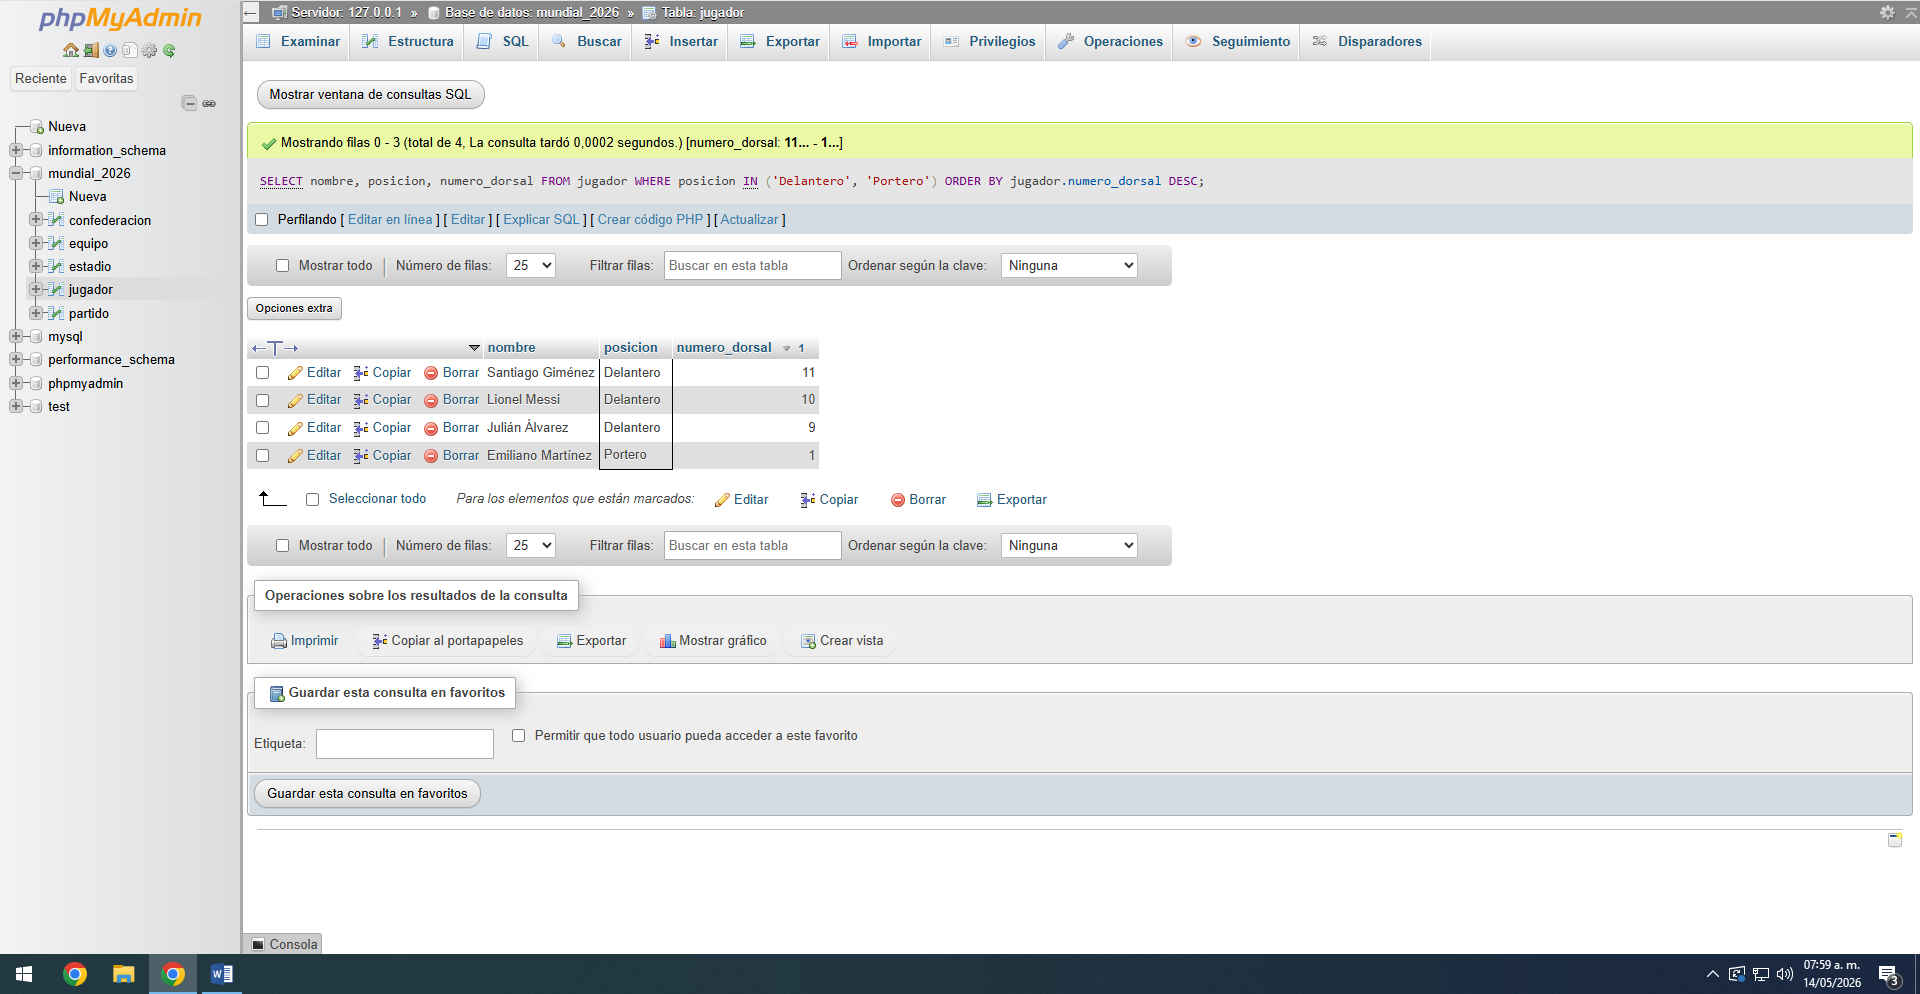 phpMyAdmin
Reciente Favoritas
Nueva
information_schema
mundial_2026
Nueva
confederacion
equipo
estadio
jugador
partido
mysql
performance_schema
phpmyadmin
test
Servidor: 127.0.0.1 » Base de datos: mundial_2026 » Tabla: jugador
Examinar Estructura SQL Buscar Insertar Exportar Importar Privilegios Operaciones Seguimiento Disparadores
Mostrar ventana de consultas SQL
Mostrando filas 0 - 3 (total de 4, La consulta tardó 0,0002 segundos.) [numero_dorsal: 11... - 1...]
SELECT nombre, posicion, numero_dorsal FROM jugador WHERE posicion IN ('Delantero', 'Portero') ORDER BY jugador.numero_dorsal DESC;
Perfilando [ Editar en línea ] [ Editar ] [ Explicar SQL ] [ Crear código PHP ] [ Actualizar ]
Mostrar todo Número de filas: 25 Filtrar filas: Buscar en esta tabla Ordenar según la clave: Ninguna
Opciones extra
nombre posicion numero_dorsal 1
Editar Copiar Borrar Santiago Giménez Delantero 11
Editar Copiar Borrar Lionel Messi Delantero 10
Editar Copiar Borrar Julián Álvarez Delantero 9
Editar Copiar Borrar Emiliano Martínez Portero 1
Seleccionar todo Para los elementos que están marcados: Editar Copiar Borrar Exportar
Mostrar todo Número de filas: 25 Filtrar filas: Buscar en esta tabla Ordenar según la clave: Ninguna
Operaciones sobre los resultados de la consulta
Imprimir Copiar al portapapeles Exportar Mostrar gráfico Crear vista
Guardar esta consulta en favoritos
Etiqueta: Permitir que todo usuario pueda acceder a este favorito
Guardar esta consulta en favoritos
Consola
07:59 a. m.
14/05/2026
3